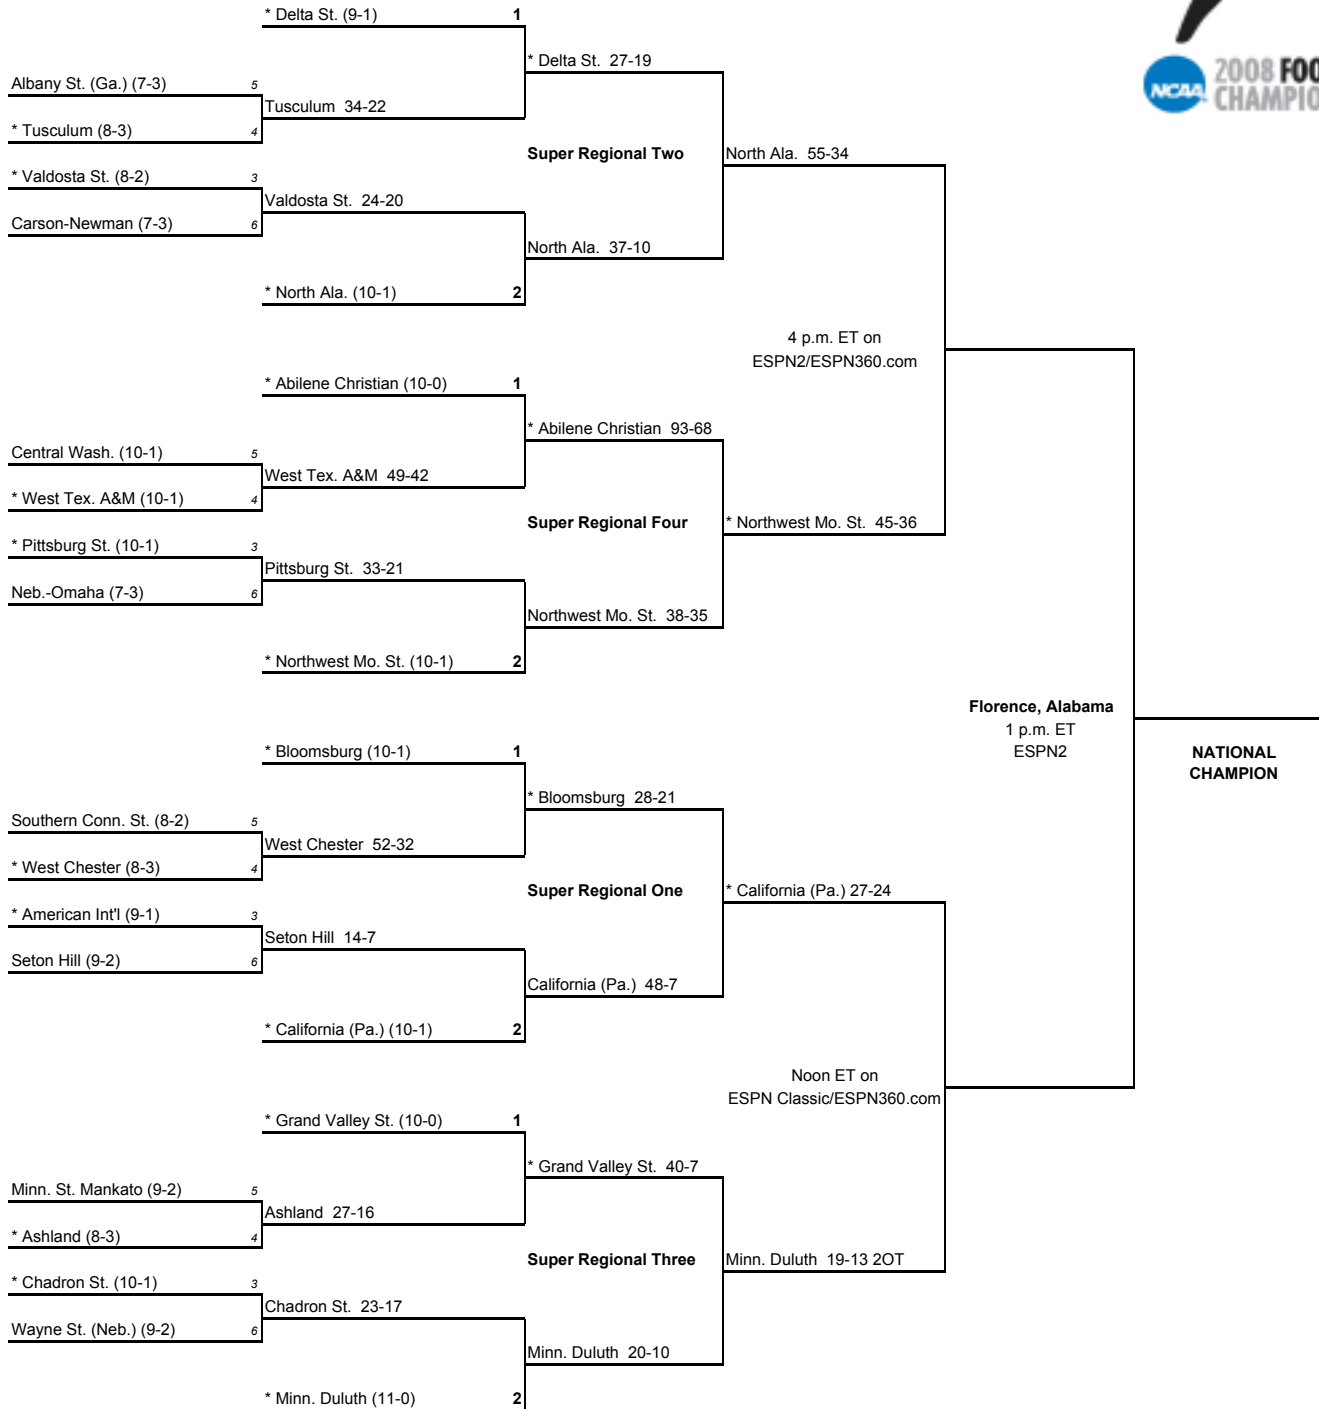 * Delta St. (9-1) 1
* Delta St. 27-19
Albany St. (Ga.) (7-3) 5
Tusculum 34-22
* Tusculum (8-3) 4
Super Regional Two
North Ala. 55-34
* Valdosta St. (8-2) 3
Valdosta St. 24-20
Carson-Newman (7-3) 6
North Ala. 37-10
* North Ala. (10-1) 2
4 p.m. ET on
ESPN2/ESPN360.com
* Abilene Christian (10-0) 1
* Abilene Christian 93-68
Central Wash. (10-1) 5
West Tex. A&M 49-42
* West Tex. A&M (10-1) 4
Super Regional Four
* Northwest Mo. St. 45-36
* Pittsburg St. (10-1) 3
Pittsburg St. 33-21
Neb.-Omaha (7-3) 6
Northwest Mo. St. 38-35
* Northwest Mo. St. (10-1) 2
Florence, Alabama
1 p.m. ET
ESPN2
NATIONAL
CHAMPION
* Bloomsburg (10-1) 1
* Bloomsburg 28-21
Southern Conn. St. (8-2) 5
West Chester 52-32
* West Chester (8-3) 4
Super Regional One
* California (Pa.) 27-24
* American Int'l (9-1) 3
Seton Hill 14-7
Seton Hill (9-2) 6
California (Pa.) 48-7
* California (Pa.) (10-1) 2
Noon ET on
ESPN Classic/ESPN360.com
* Grand Valley St. (10-0) 1
* Grand Valley St. 40-7
Minn. St. Mankato (9-2) 5
Ashland 27-16
* Ashland (8-3) 4
Super Regional Three
Minn. Duluth 19-13 2OT
* Chadron St. (10-1) 3
Chadron St. 23-17
Wayne St. (Neb.) (9-2) 6
Minn. Duluth 20-10
* Minn. Duluth (11-0) 2
NCAA
2008 FOO
CHAMPIO